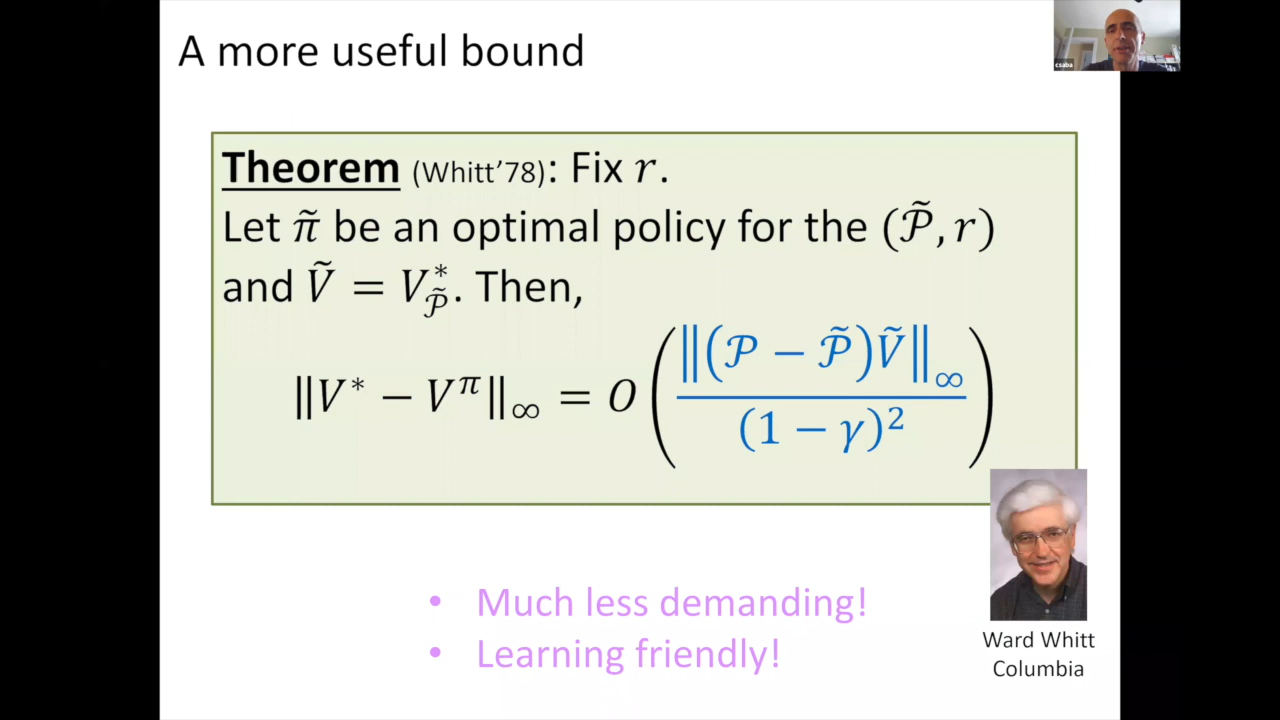 A more useful bound
csaba
Theorem (Whitt’78): Fix r.
Let π̃ be an optimal policy for the (𝒫̃, r)
and Ṽ = V*_𝒫̃. Then,
‖V* − V^π‖_∞ = O( ‖(𝒫 − 𝒫̃)Ṽ‖_∞ / (1 − γ)² )
• Much less demanding!
• Learning friendly!
Ward Whitt
Columbia